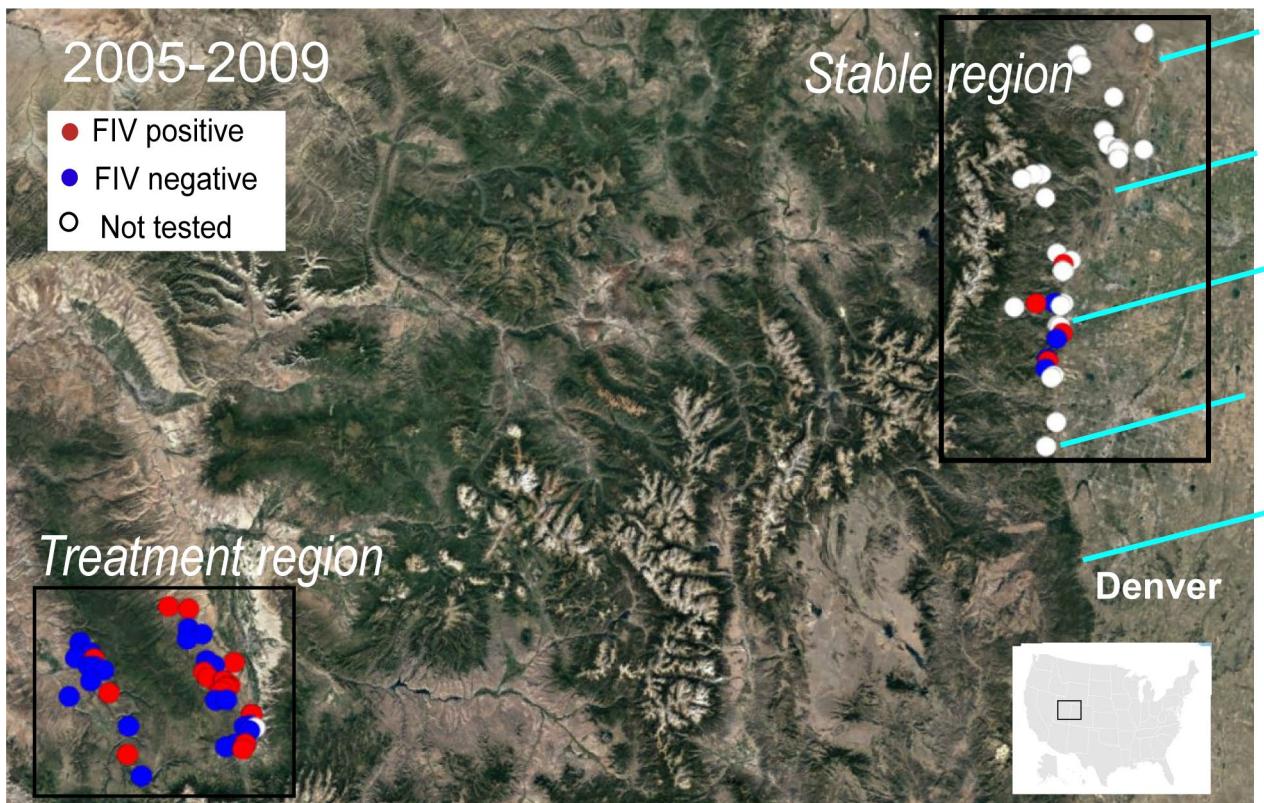 2005-2009
FIV positive
FIV negative
Not tested
Stable region
Treatment region
Denver